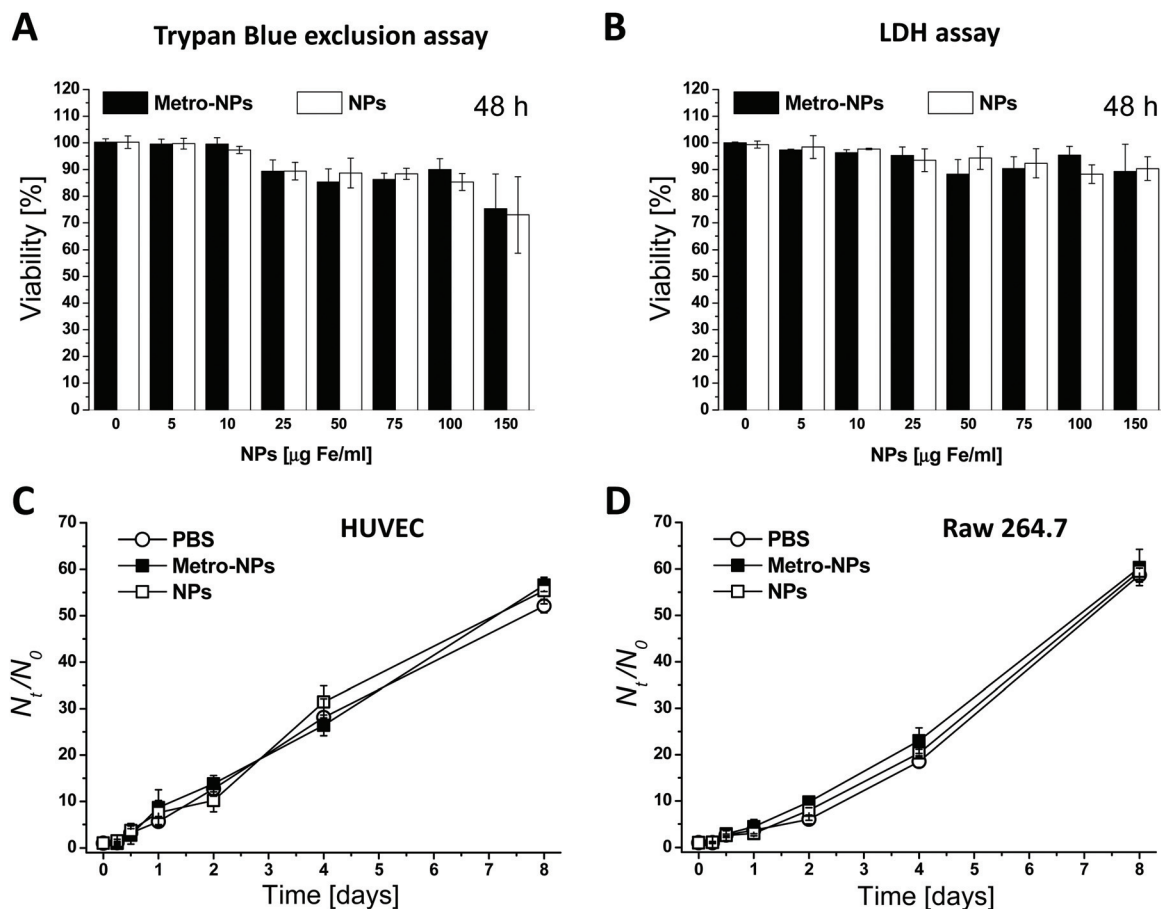 A
Trypan Blue exclusion assay
120
110
100
90
80
70
60
50
40
30
20
10
0
Viability [%]
Metro-NPs
NPs
48 h
0 5 10 25 50 75 100 150
NPs [μg Fe/ml]
B
LDH assay
120
110
100
90
80
70
60
50
40
30
20
10
0
Viability [%]
Metro-NPs
NPs
48 h
0 5 10 25 50 75 100 150
NPs [μg Fe/ml]
C
HUVEC
70
60
50
40
30
20
10
0
Nt/N0
PBS
Metro-NPs
NPs
0 1 2 3 4 5 6 7 8
Time [days]
D
Raw 264.7
70
60
50
40
30
20
10
0
Nt/N0
PBS
Metro-NPs
NPs
0 1 2 3 4 5 6 7 8
Time [days]